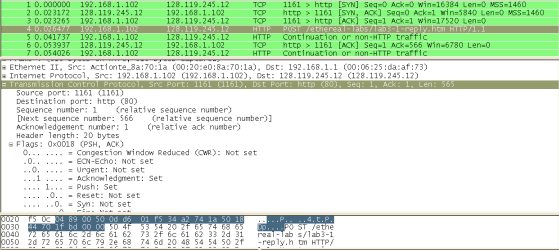 1 0.000000 192.168.1.102 128.119.245.12 TCP 1161 > http [SYN] Seq=0 Ack=0 Win=16384 Len=0 MSS=1460
2 0.023172 128.119.245.12 192.168.1.102 TCP http > 1161 [SYN, ACK] Seq=0 Ack=1 Win=5840 Len=0 MSS=1460
3 0.023265 192.168.1.102 128.119.245.12 TCP 1161 > http [ACK] Seq=1 Ack=1 Win=17520 Len=0
4 0.026477 192.168.1.102 128.119.245.12 HTTP POST /ethereal-labs/lab3-1-reply.htm HTTP/1.1
5 0.041737 192.168.1.102 128.119.245.12 HTTP Continuation or non-HTTP traffic
6 0.053937 128.119.245.12 192.168.1.102 TCP http > 1161 [ACK] Seq=1 Ack=566 Win=6780 Len=0
7 0.054026 192.168.1.102 128.119.245.12 HTTP Continuation or non-HTTP traffic
Ethernet II, Src: Actionte_8a:70:1a (00:20:e0:8a:70:1a), Dst: 192.168.1.1 (00:06:25:da:af:73)
Internet Protocol, Src: 192.168.1.102 (192.168.1.102), Dst: 128.119.245.12 (128.119.245.12)
Transmission Control Protocol, Src Port: 1161 (1161), Dst Port: http (80), Seq: 1, Ack: 1, Len: 565
Source port: 1161 (1161)
Destination port: http (80)
Sequence number: 1 (relative sequence number)
[Next sequence number: 566 (relative sequence number)]
Acknowledgement number: 1 (relative ack number)
Header length: 20 bytes
Flags: 0x0018 (PSH, ACK)
0... .... = Congestion Window Reduced (CWR): Not set
.0.. .... = ECN-Echo: Not set
..0. .... = Urgent: Not set
...1 .... = Acknowledgment: Set
.... 1... = Push: Set
.... .0.. = Reset: Not set
.... ..0. = Syn: Not set
0020 f5 0c 04 89 00 50 0d d6 01 f5 34 a2 74 1a 50 18 .....P.. ..4.t.P.
0030 44 70 1f bd 00 00 50 4f 53 54 20 2f 65 74 68 65 Dp....PO ST /ethe
0040 72 65 61 6c 2d 6c 61 62 73 2f 6c 61 62 33 2d 31 real-lab s/lab3-1
0050 2d 72 65 70 6c 79 2e 68 74 6d 20 48 54 54 50 2f -reply.h tm HTTP/